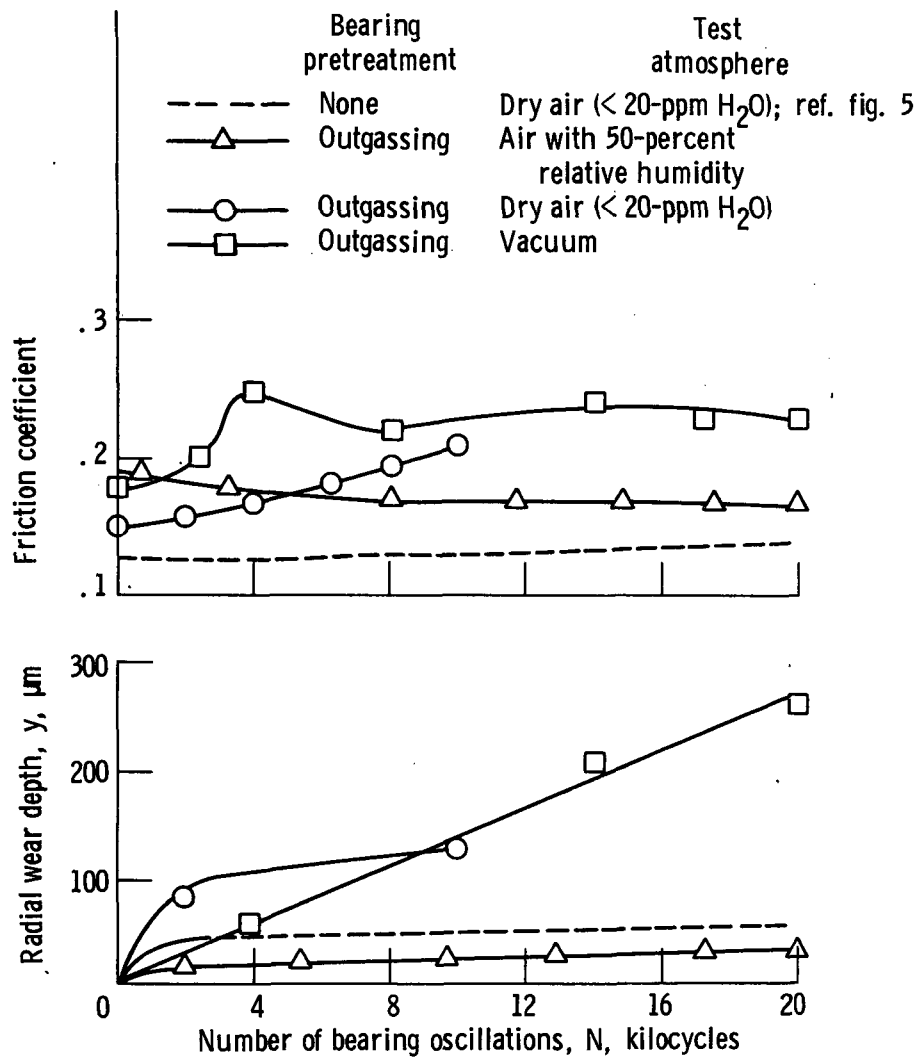 Bearing pretreatment
Test atmosphere
None Dry air (< 20-ppm H2O); ref. fig. 5
Outgassing Air with 50-percent
relative humidity
Outgassing Dry air (< 20-ppm H2O)
Outgassing Vacuum
.3
.2
.1
Friction coefficient
300
200
100
0
Radial wear depth, y, μm
4 8 12 16 20
Number of bearing oscillations, N, kilocycles